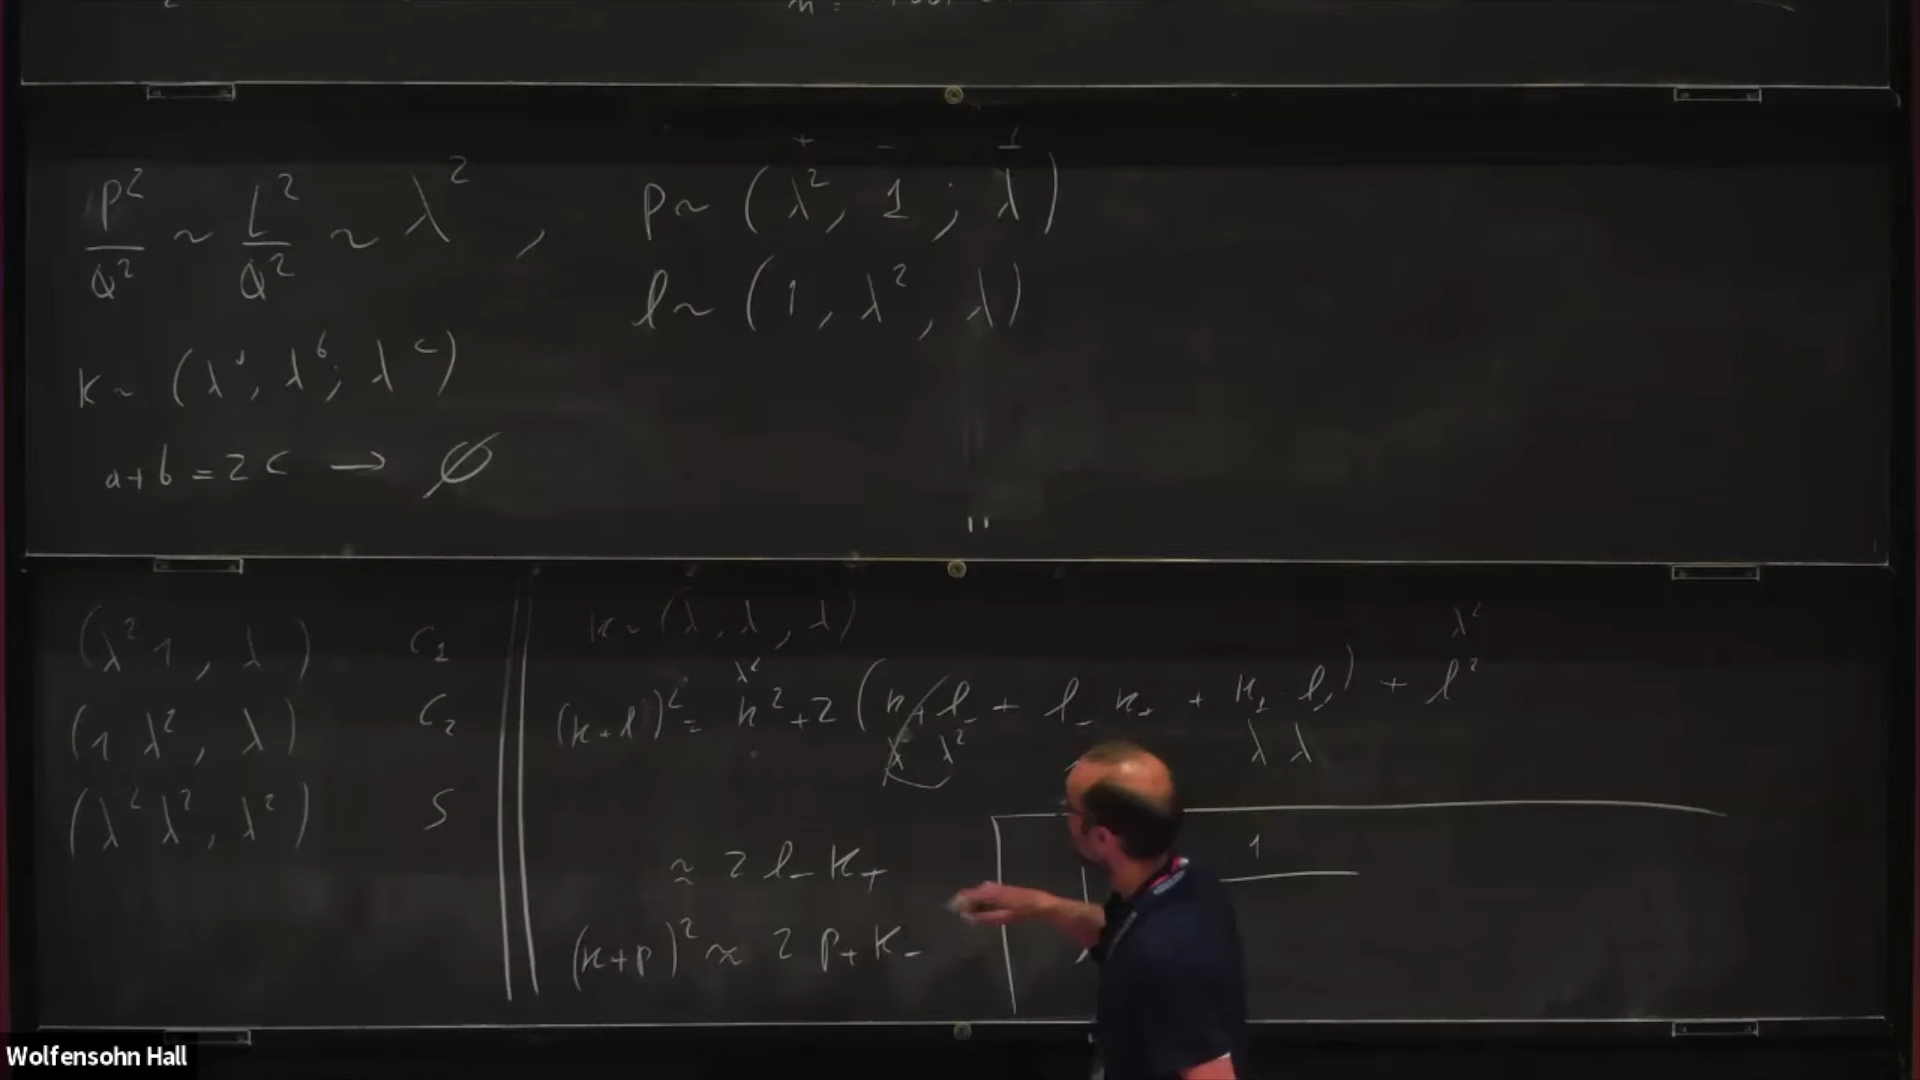 + - ⊥
P²/Q² ~ L²/Q² ~ λ² , p ~ (λ², 1 ; λ)
l ~ (1, λ², λ)
k ~ (λᵃ, λᵇ; λᶜ)
a+b = 2c → ∅
(λ² 1, λ) C₁
(1 λ², λ) C₂
(λ² λ², λ²) S
k ~ (λ, λ, λ)
λ² λ²
(k+l)² = k² + 2 (k₊ l₋ + l₋ k₊ + k⊥ · l⊥) + l²
λ λ² λ λ
≈ 2 l₋ k₊
(k+p)² ≈ 2 p₊ k₋
1
Wolfensohn Hall